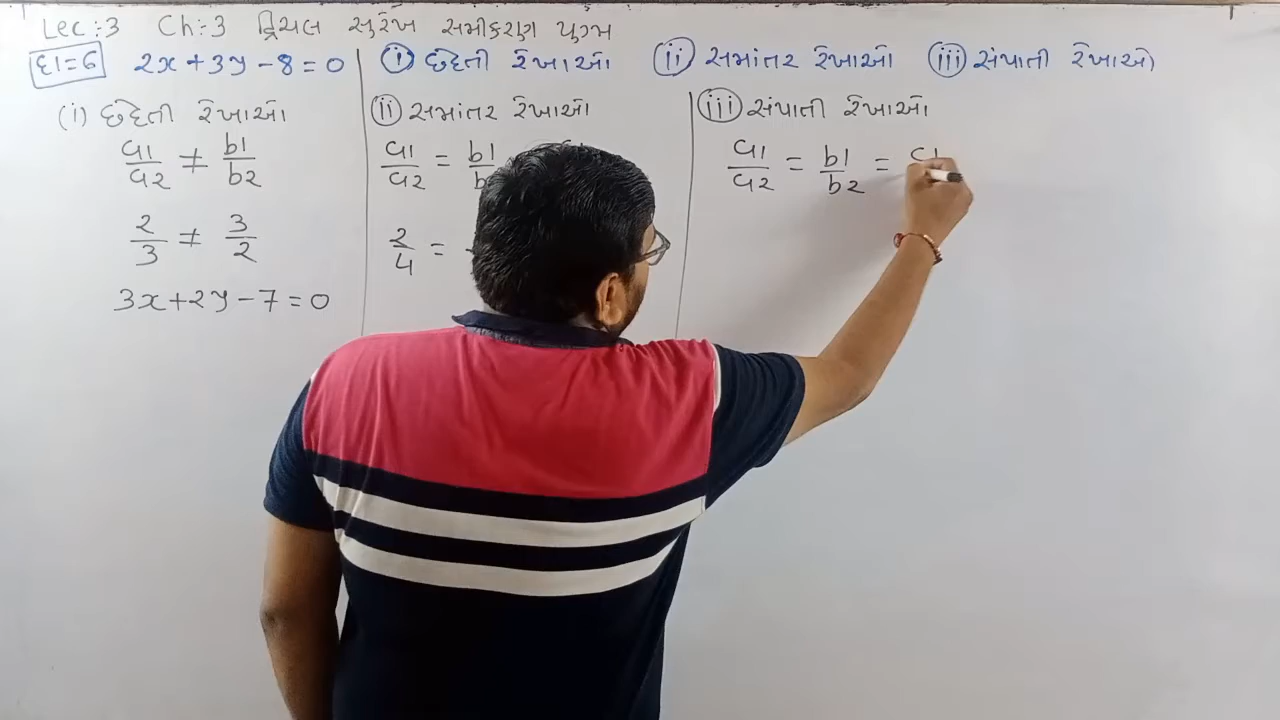 Lec:3 Ch:3 દ્વિચલ સુરેખ સમીકરણ યુગ્મ
દા=6 2x+3y-8=0 (i) છેદતી રેખાઓ (ii) સમાંતર રેખાઓ (iii) સંપાતી રેખાઓ
(i) છેદતી રેખાઓ
a1/a2 ≠ b1/b2
2/3 ≠ 3/2
3x+2y-7=0
(ii) સમાંતર રેખાઓ
a1/a2 = b1/b
2/4 =
(iii) સંપાતી રેખાઓ
a1/a2 = b1/b2 = c1